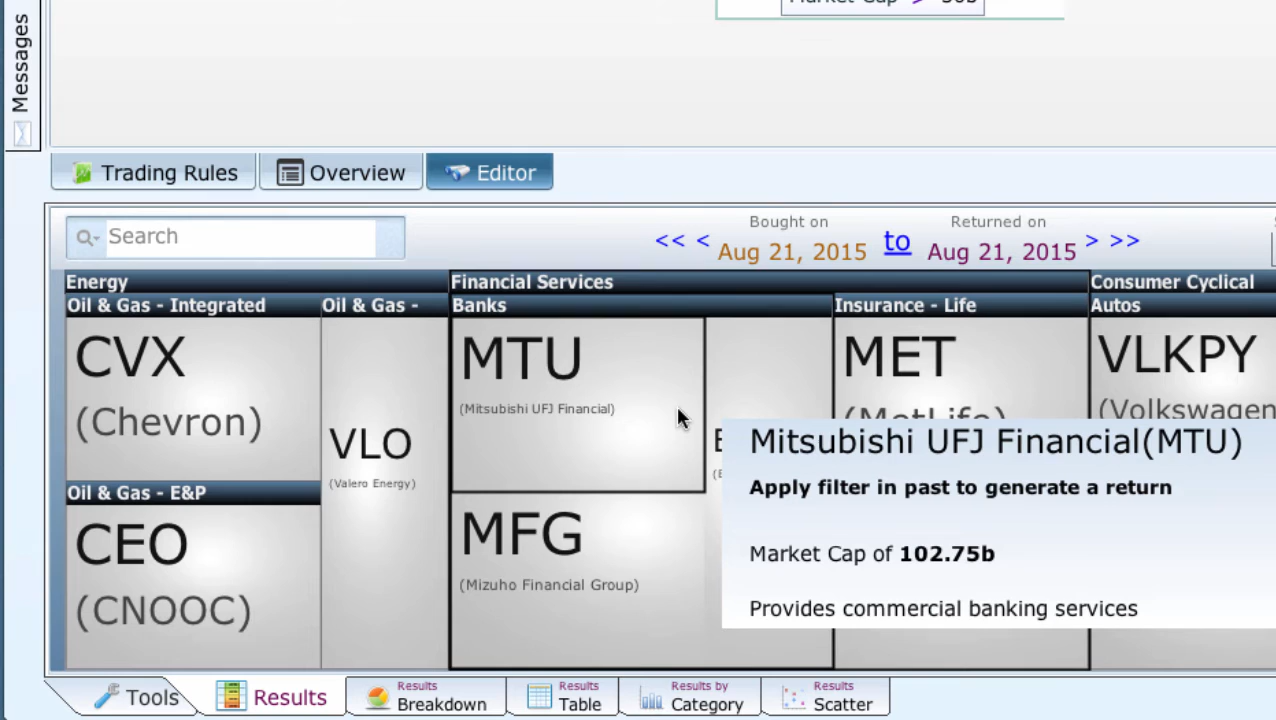 Messages
Trading Rules
Overview
Editor
Search
Bought on
Returned on
<< <
Aug 21, 2015
to
Aug 21, 2015
> >>
Energy
Financial Services
Consumer Cyclical
Oil & Gas - Integrated
Oil & Gas -
Banks
Insurance - Life
Autos
CVX
(Chevron)
VLO
(Valero Energy)
Oil & Gas - E&P
CEO
(CNOOC)
MTU
(Mitsubishi UFJ Financial)
MFG
(Mizuho Financial Group)
MET
(MetLife)
VLKPY
(Volkswagen
Mitsubishi UFJ Financial(MTU)
Apply filter in past to generate a return
Market Cap of 102.75b
Provides commercial banking services
Tools
Results
Results
Breakdown
Results
Table
Results by
Category
Results
Scatter